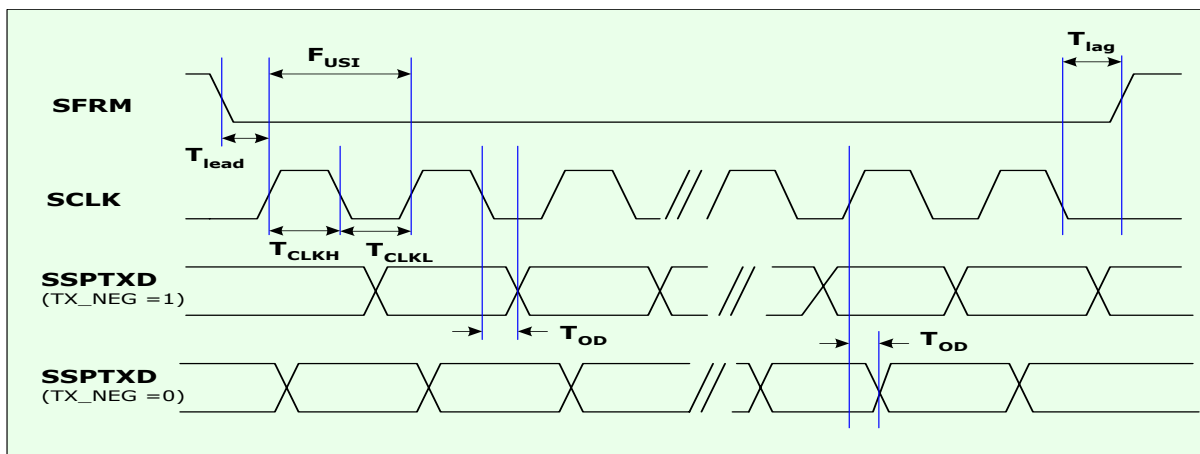 F_USI
T_lag
SFRM
T_lead
SCLK
T_CLKH
T_CLKL
SSPTXD
(TX_NEG =1)
T_OD
SSPTXD
(TX_NEG =0)
T_OD